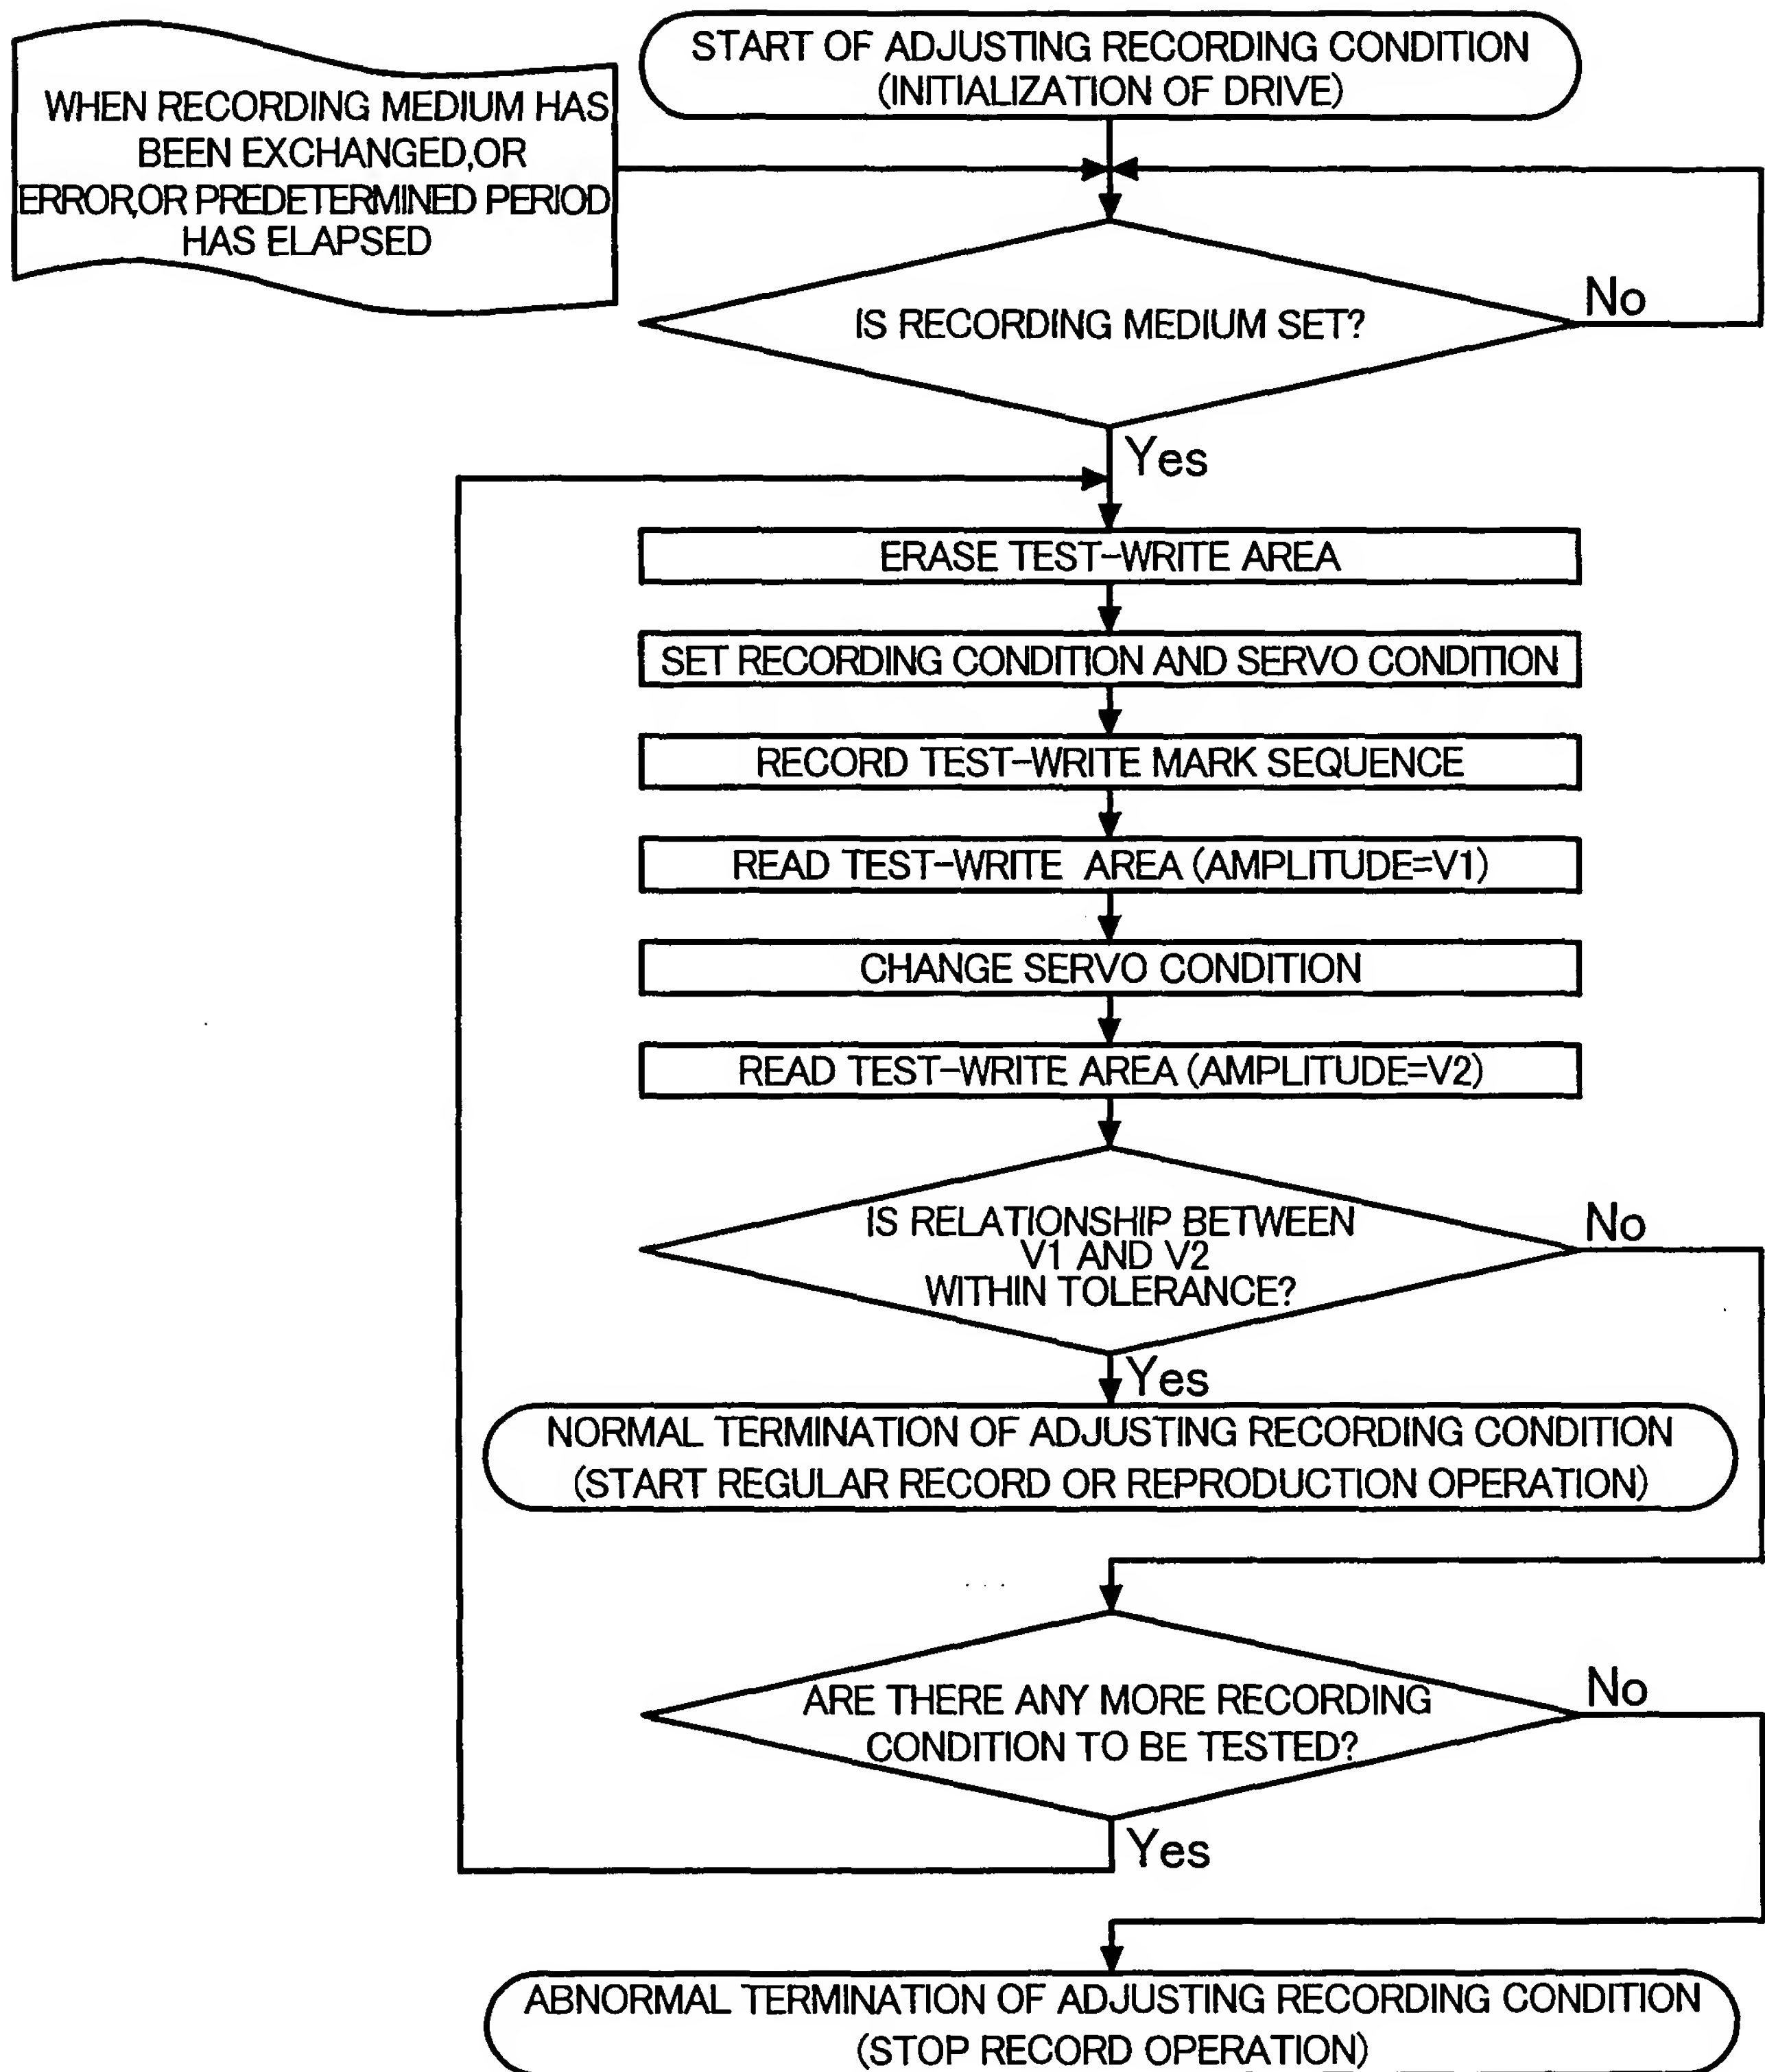 START OF ADJUSTING RECORDING CONDITION
(INITIALIZATION OF DRIVE)
WHEN RECORDING MEDIUM HAS
BEEN EXCHANGED,OR
ERROR,OR PREDETERMINED PERIOD
HAS ELAPSED
IS RECORDING MEDIUM SET?
No
Yes
ERASE TEST-WRITE AREA
SET RECORDING CONDITION AND SERVO CONDITION
RECORD TEST-WRITE MARK SEQUENCE
READ TEST-WRITE AREA (AMPLITUDE=V1)
CHANGE SERVO CONDITION
READ TEST-WRITE AREA (AMPLITUDE=V2)
IS RELATIONSHIP BETWEEN
V1 AND V2
WITHIN TOLERANCE?
No
Yes
NORMAL TERMINATION OF ADJUSTING RECORDING CONDITION
(START REGULAR RECORD OR REPRODUCTION OPERATION)
ARE THERE ANY MORE RECORDING
CONDITION TO BE TESTED?
No
Yes
ABNORMAL TERMINATION OF ADJUSTING RECORDING CONDITION
(STOP RECORD OPERATION)